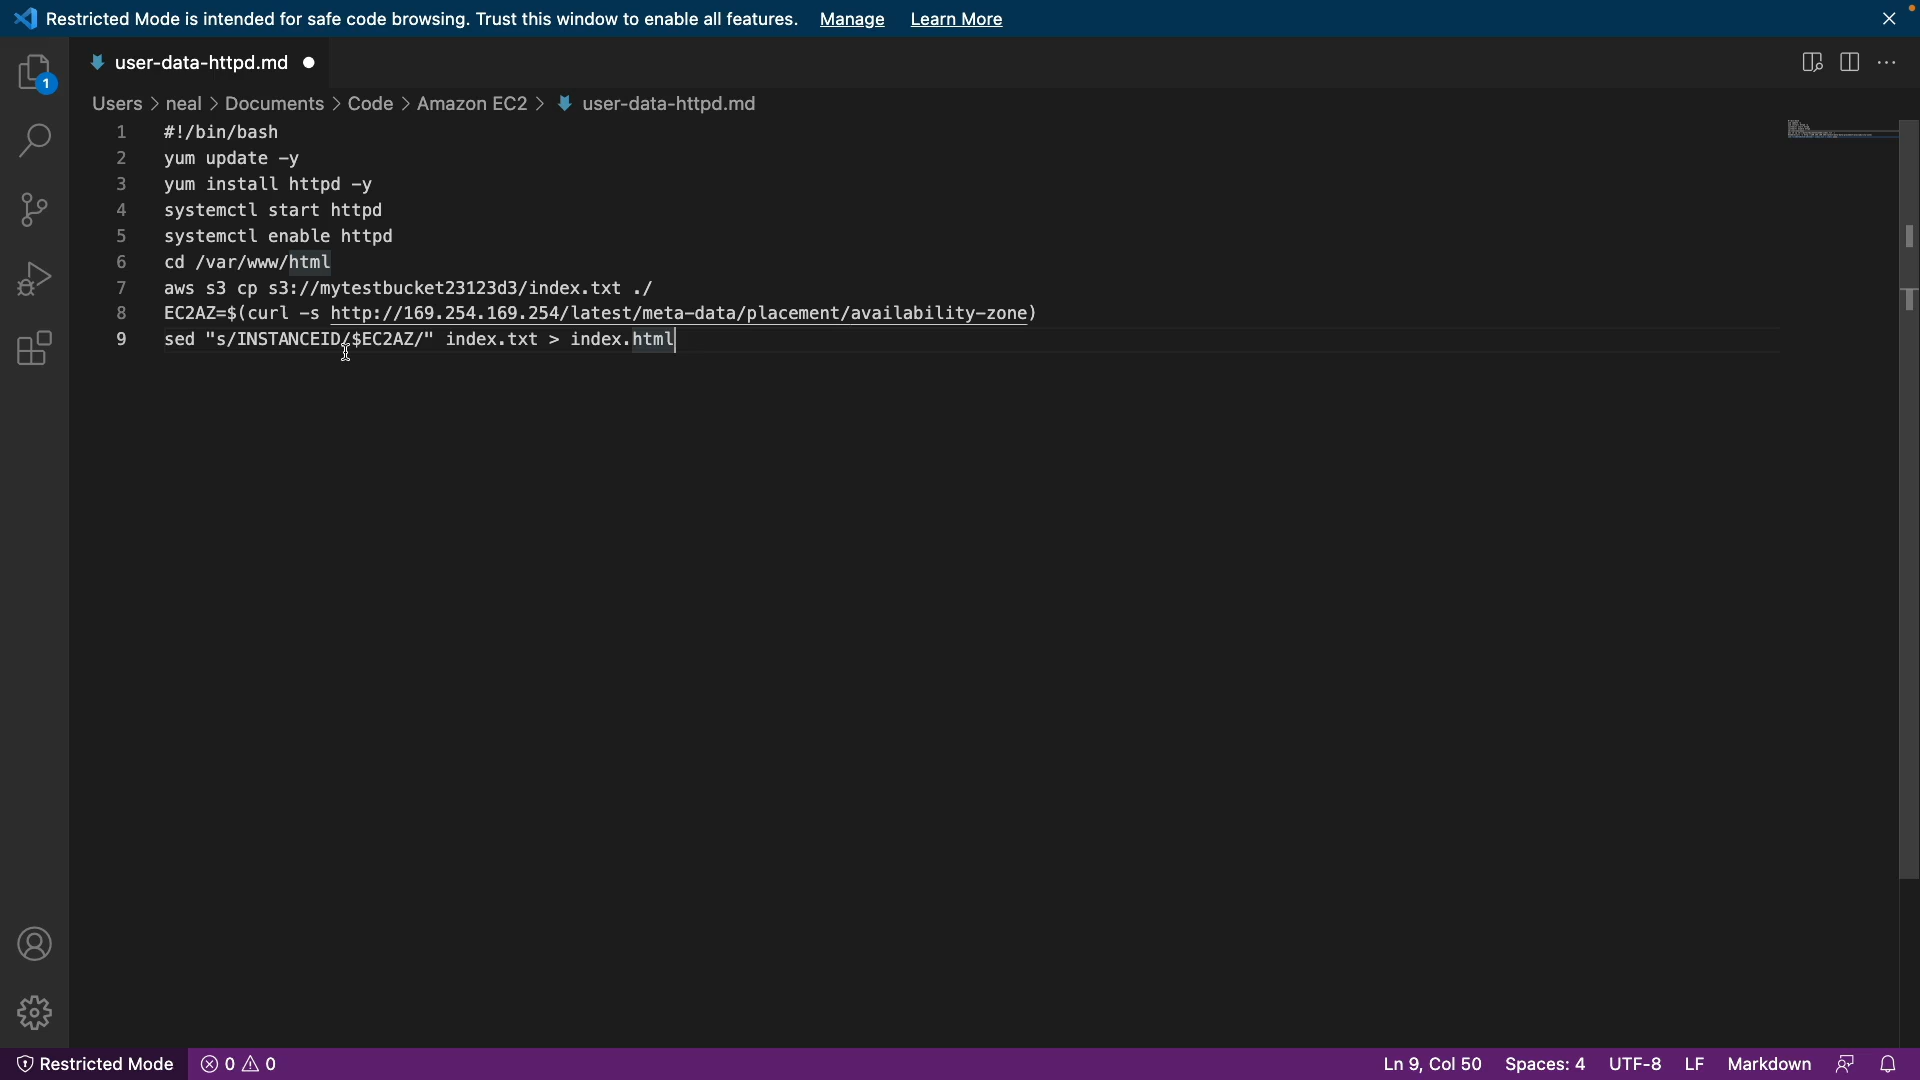 Restricted Mode is intended for safe code browsing. Trust this window to enable all features. Manage Learn More
1
user-data-httpd.md
Users > neal > Documents > Code > Amazon EC2 > user-data-httpd.md
1 #!/bin/bash
2 yum update -y
3 yum install httpd -y
4 systemctl start httpd
5 systemctl enable httpd
6 cd /var/www/html
7 aws s3 cp s3://mytestbucket23123d3/index.txt ./
8 EC2AZ=$(curl -s http://169.254.169.254/latest/meta-data/placement/availability-zone)
9 sed "s/INSTANCEID/$EC2AZ/" index.txt > index.html
Restricted Mode 0 0 Ln 9, Col 50 Spaces: 4 UTF-8 LF Markdown